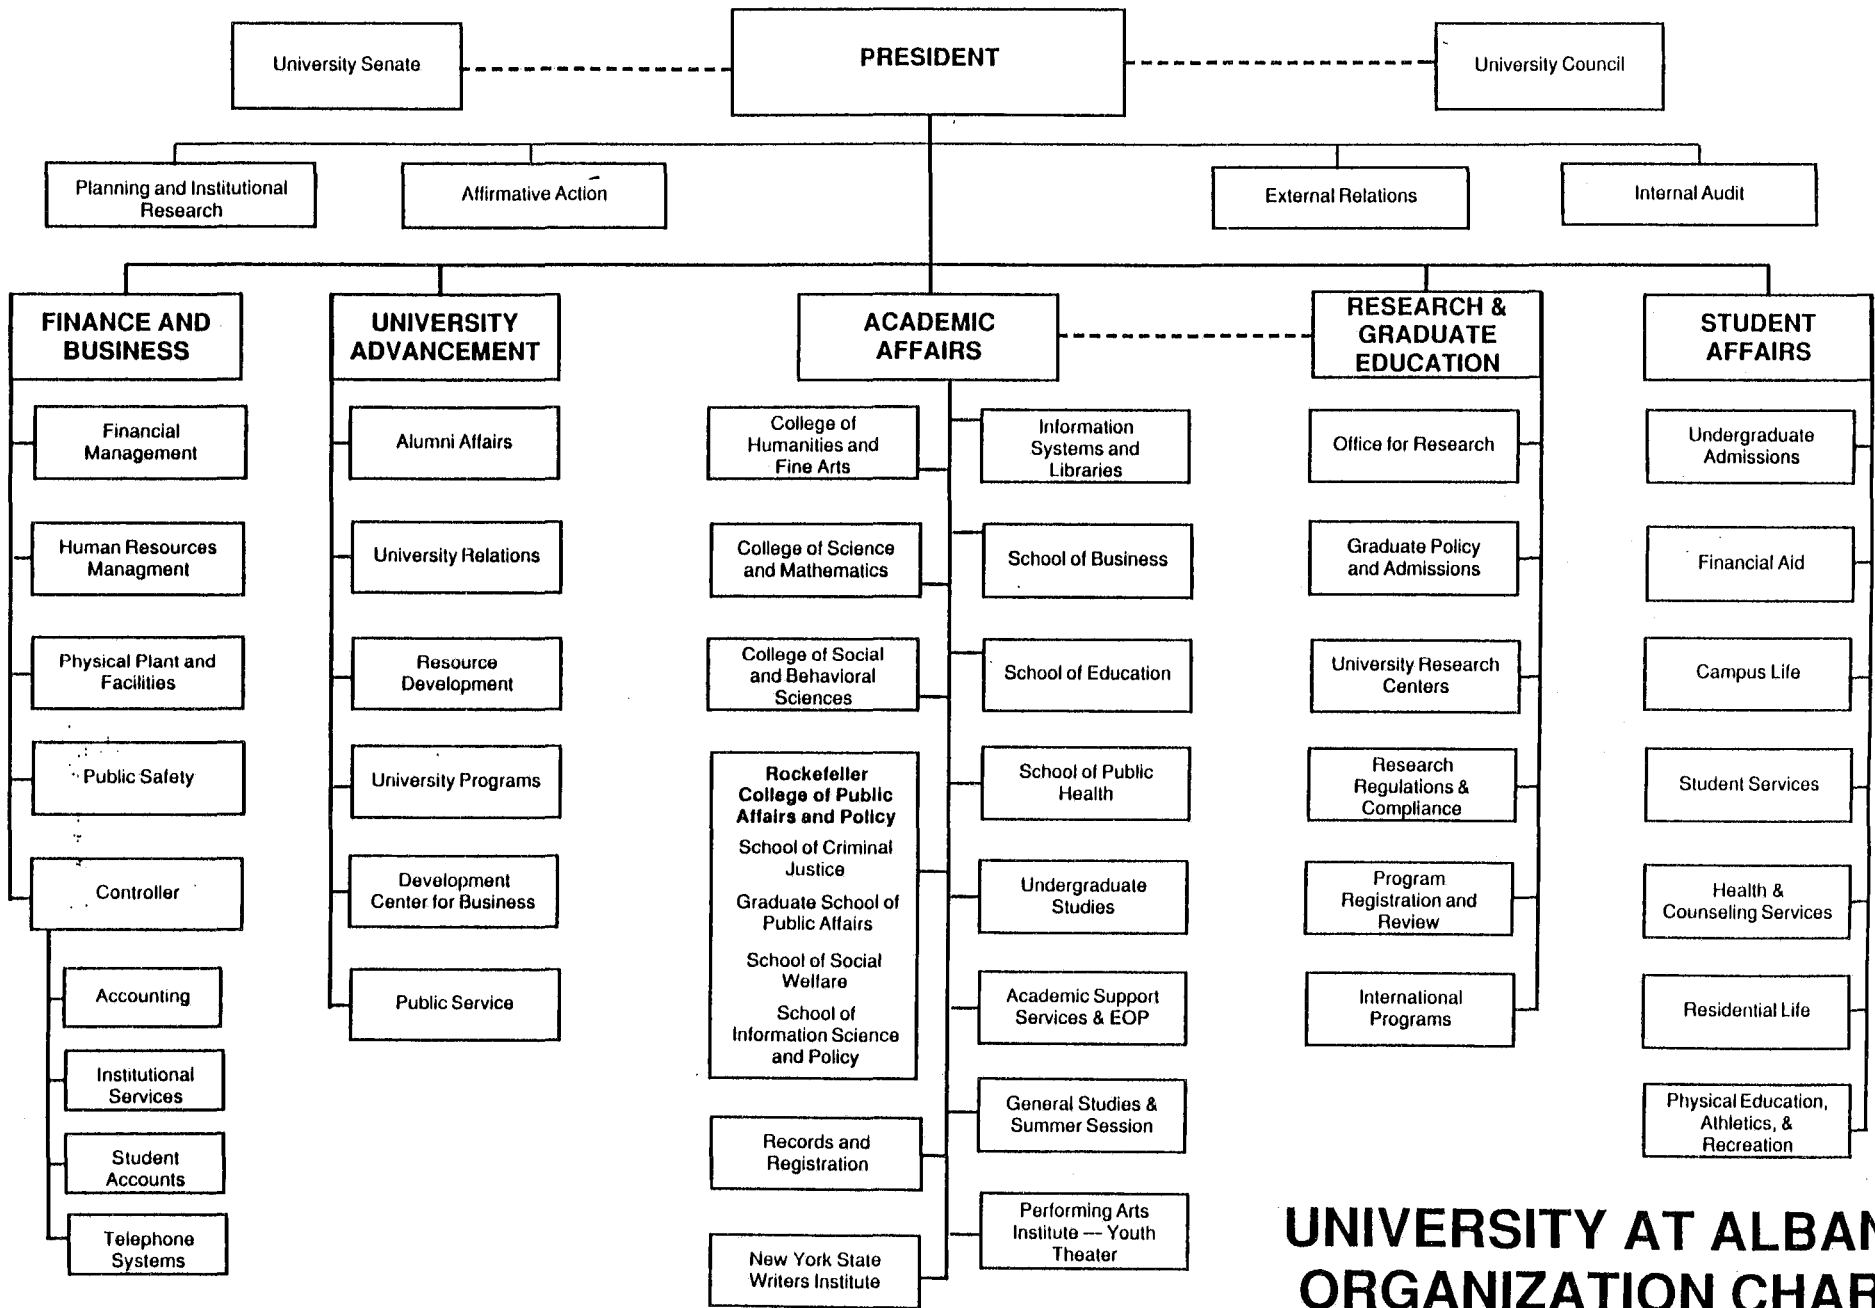 University Senate
PRESIDENT
University Council
Planning and Institutional
Research
Affirmative Action
External Relations
Internal Audit
FINANCE AND
BUSINESS
Financial
Management
Human Resources
Managment
Physical Plant and
Facilities
Public Safety
Controller
Accounting
Institutional
Services
Student
Accounts
Telephone
Systems
UNIVERSITY
ADVANCEMENT
Alumni Affairs
University Relations
Resource
Development
University Programs
Development
Center for Business
Public Service
ACADEMIC
AFFAIRS
College of
Humanities and
Fine Arts
College of Science
and Mathematics
College of Social
and Behavioral
Sciences
Rockefeller
College of Public
Affairs and Policy
School of Criminal
Justice
Graduate School of
Public Affairs
School of Social
Welfare
School of
Information Science
and Policy
Records and
Registration
New York State
Writers Institute
Information
Systems and
Libraries
School of Business
School of Education
School of Public
Health
Undergraduate
Studies
Academic Support
Services & EOP
General Studies &
Summer Session
Performing Arts
Institute — Youth
Theater
RESEARCH &
GRADUATE
EDUCATION
Office for Research
Graduate Policy
and Admissions
University Research
Centers
Research
Regulations &
Compliance
Program
Registration and
Review
International
Programs
STUDENT
AFFAIRS
Undergraduate
Admissions
Financial Aid
Campus Life
Student Services
Health &
Counseling Services
Residential Life
Physical Education,
Athletics, &
Recreation
UNIVERSITY AT ALBAN
ORGANIZATION CHAR